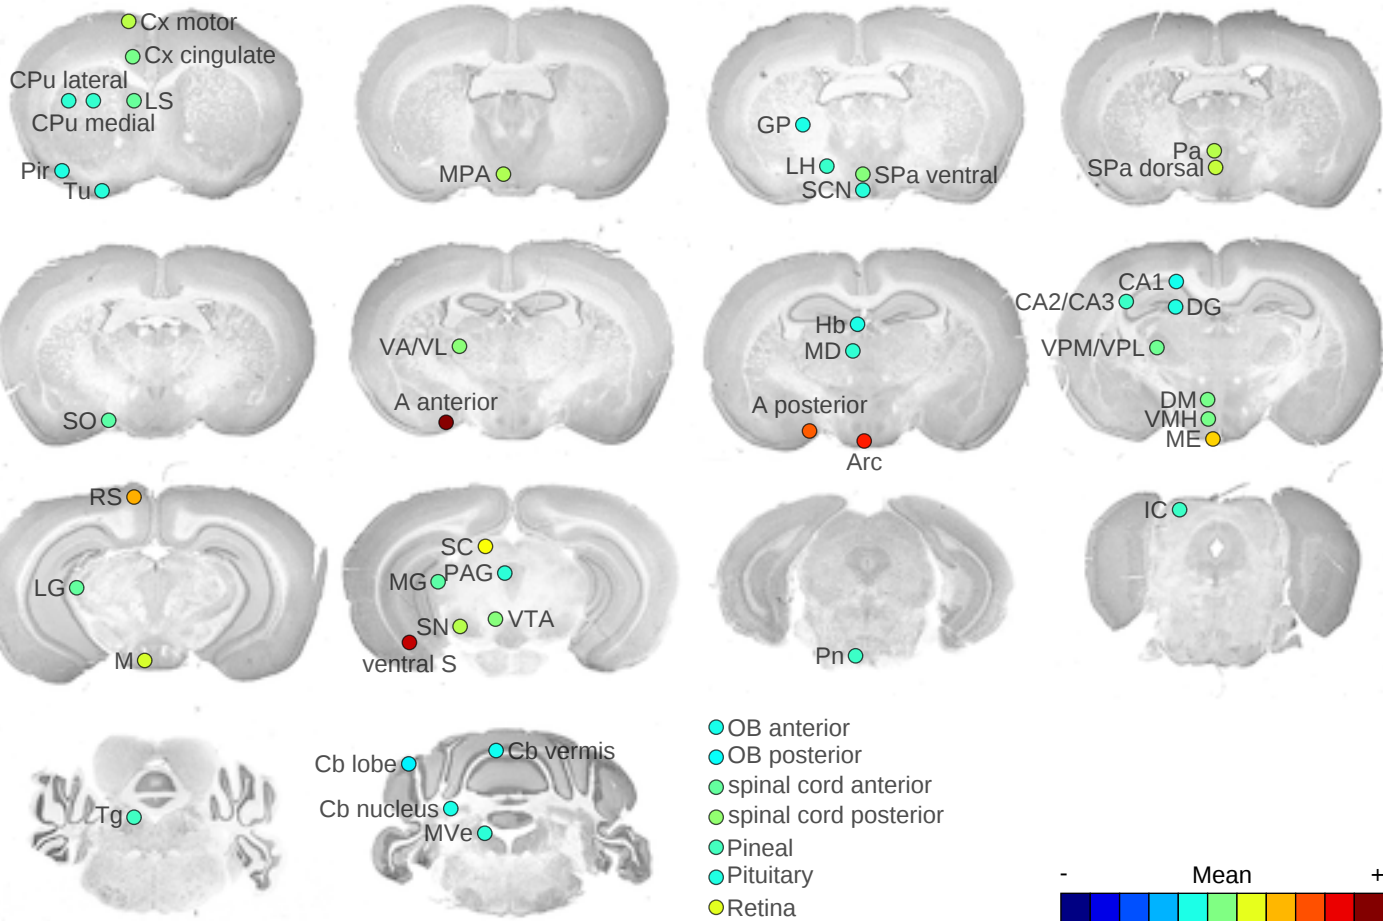 Cx motor
Cx cingulate
CPu lateral
LS
CPu medial
Pir
Tu
MPA
GP
LH
SPa ventral
SCN
Pa
SPa dorsal
SO
VA/VL
A anterior
Hb
MD
A posterior
Arc
CA1
CA2/CA3
DG
VPM/VPL
DM
VMH
ME
RS
LG
M
SC
PAG
MG
VTA
SN
ventral S
Pn
IC
Tg
Cb vermis
Cb lobe
Cb nucleus
MVe
OB anterior
OB posterior
spinal cord anterior
spinal cord posterior
Pineal
Pituitary
Retina
- Mean +